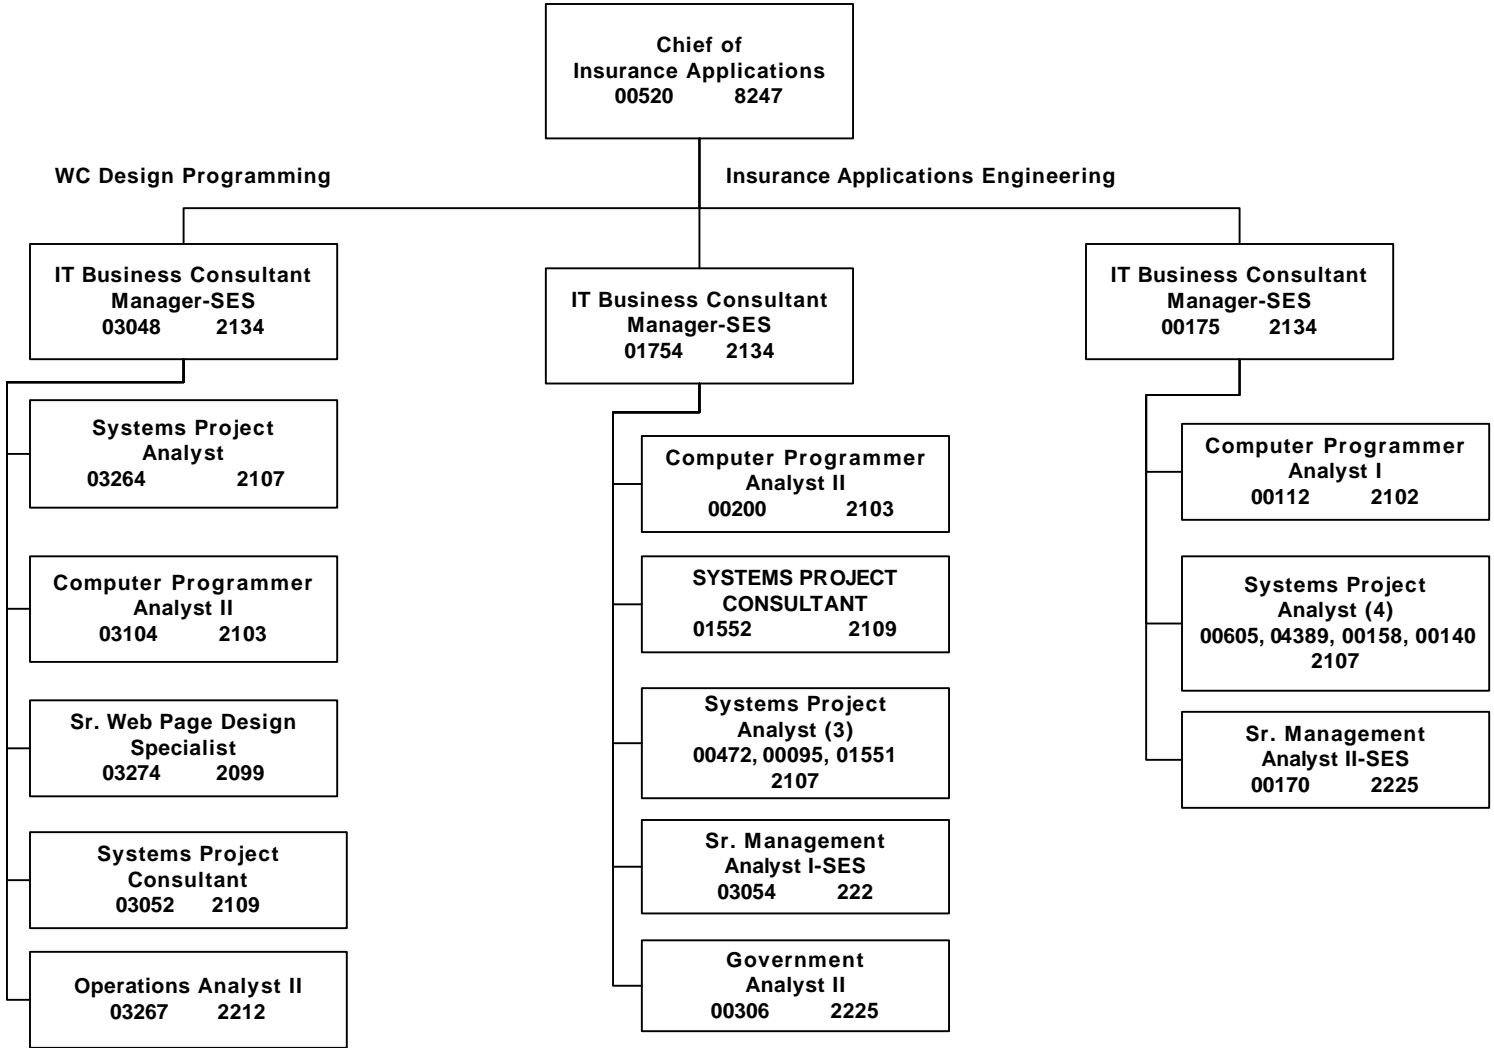 Chief of
Insurance Applications
00520 8247
WC Design Programming
Insurance Applications Engineering
IT Business Consultant
Manager-SES
03048 2134
Systems Project
Analyst
03264 2107
Computer Programmer
Analyst II
03104 2103
Sr. Web Page Design
Specialist
03274 2099
Systems Project
Consultant
03052 2109
Operations Analyst II
03267 2212
IT Business Consultant
Manager-SES
01754 2134
Computer Programmer
Analyst II
00200 2103
SYSTEMS PROJECT
CONSULTANT
01552 2109
Systems Project
Analyst (3)
00472, 00095, 01551
2107
Sr. Management
Analyst I-SES
03054 222
Government
Analyst II
00306 2225
IT Business Consultant
Manager-SES
00175 2134
Computer Programmer
Analyst I
00112 2102
Systems Project
Analyst (4)
00605, 04389, 00158, 00140
2107
Sr. Management
Analyst II-SES
00170 2225